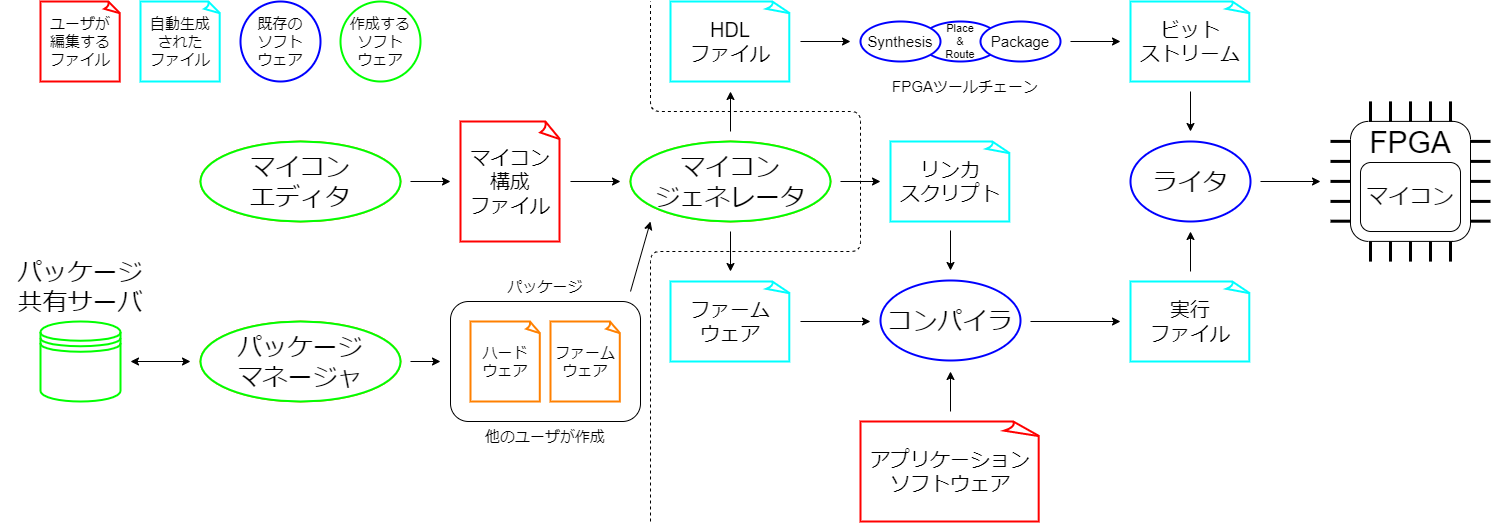 ユーザが
編集する
ファイル
自動生成
された
ファイル
既存の
ソフト
ウェア
作成する
ソフト
ウェア
HDL
ファイル
Synthesis
Place
&
Route
Package
FPGAツールチェーン
ビット
ストリーム
マイコン
エディタ
マイコン
構成
ファイル
マイコン
ジェネレータ
リンカ
スクリプト
ライタ
FPGA
マイコン
パッケージ
共有サーバ
パッケージ
マネージャ
パッケージ
ハード
ウェア
ファーム
ウェア
他のユーザが作成
ファーム
ウェア
コンパイラ
実行
ファイル
アプリケーション
ソフトウェア